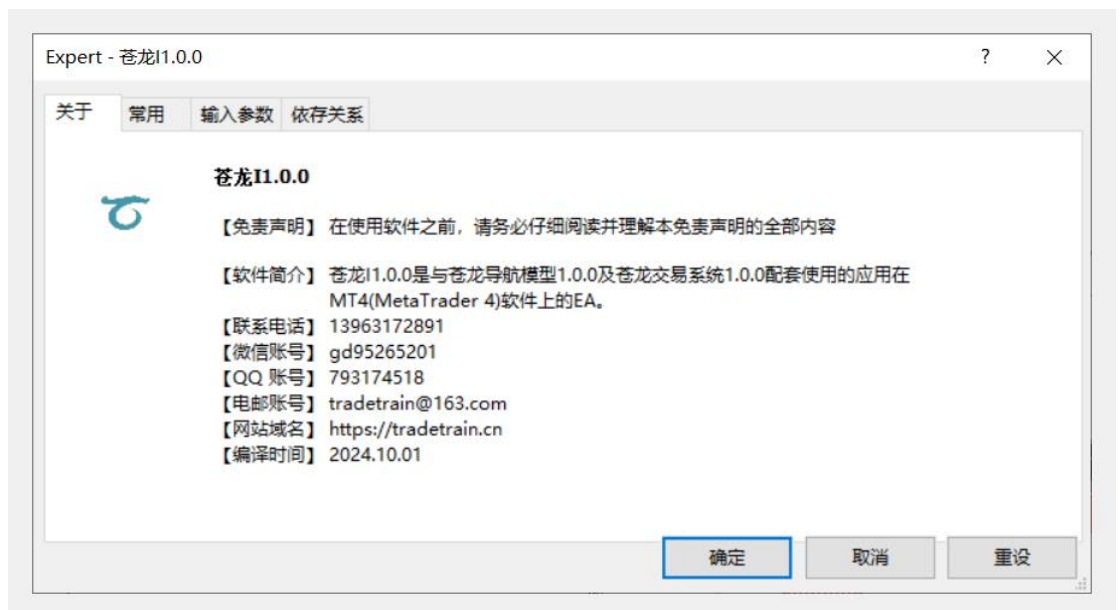 Expert - 苍龙I1.0.0
?
关于 常用 输入参数 依存关系
苍龙I1.0.0
【免责声明】 在使用软件之前，请务必仔细阅读并理解本免责声明的全部内容
【软件简介】 苍龙I1.0.0是与苍龙导航模型1.0.0及苍龙交易系统1.0.0配套使用的应用在
MT4(MetaTrader 4)软件上的EA。
【联系电话】 13963172891
【微信账号】 gd95265201
【QQ 账号】 793174518
【电邮账号】 tradetrain@163.com
【网站域名】 https://tradetrain.cn
【编译时间】 2024.10.01
确定 取消 重设